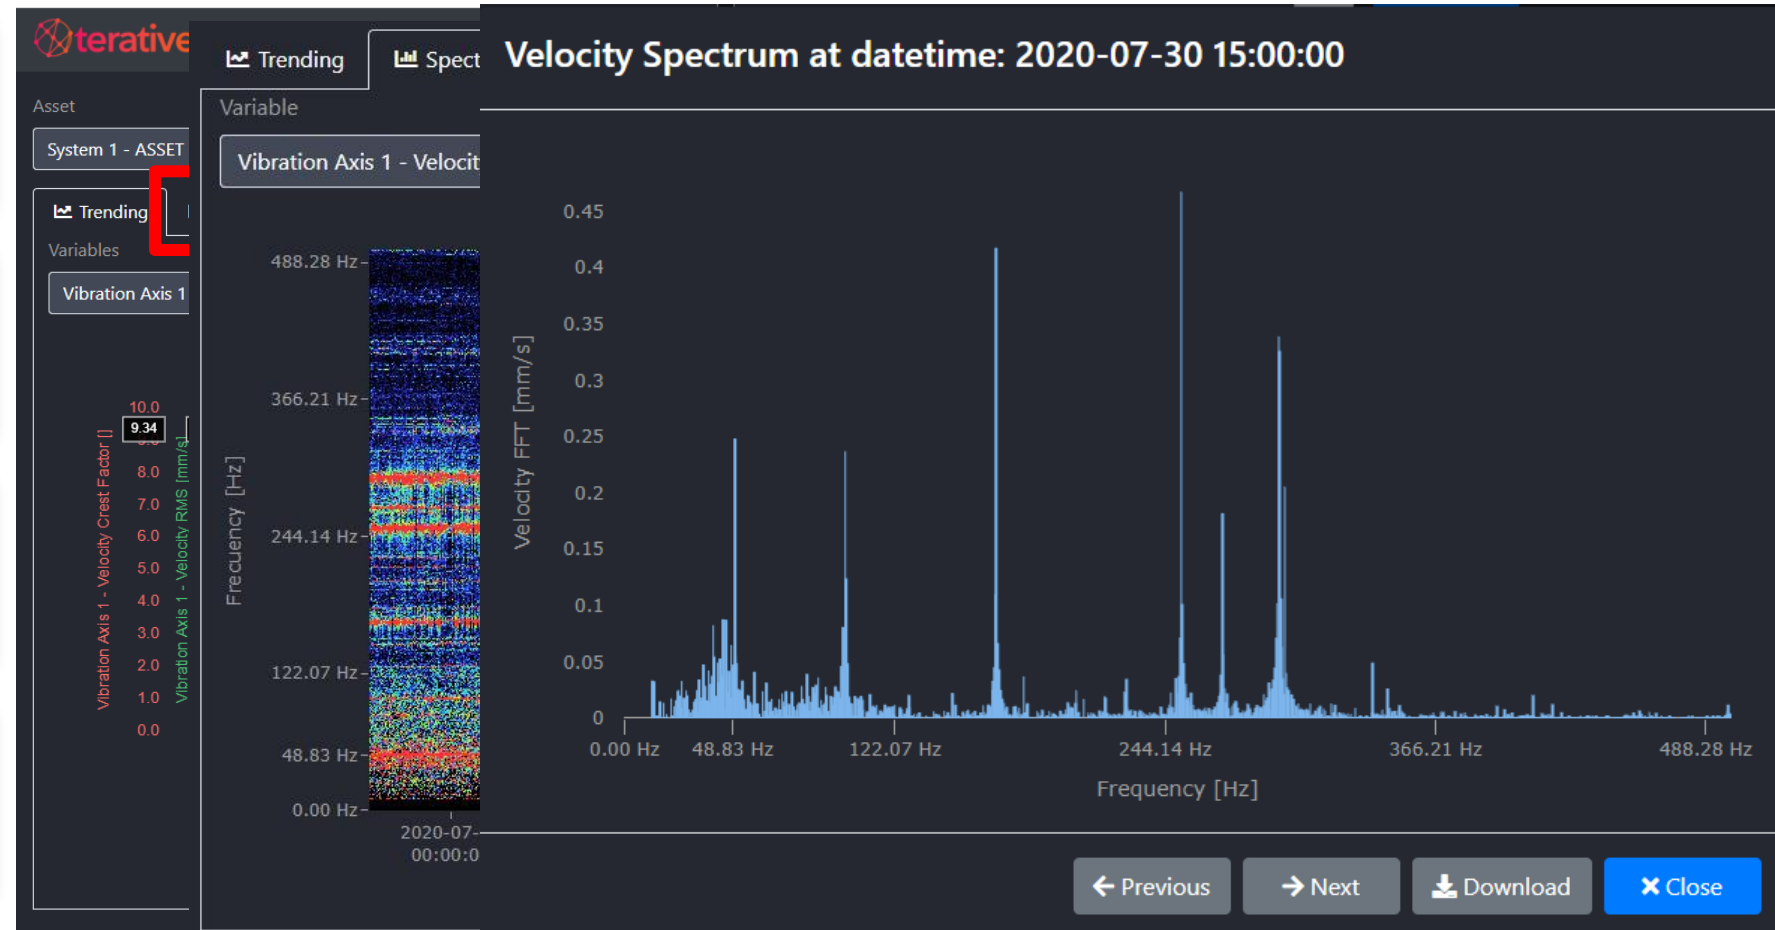 terative
Asset
System 1 - ASSET
Trending
Variables
Vibration Axis 1
Vibration Axis 1 - Velocity Crest Factor []
10.0
9.34
8.0
7.0
6.0
5.0
4.0
3.0
2.0
1.0
0.0
Vibration Axis 1 - Velocity RMS [mm/s]
Trending
Spect
Variable
Vibration Axis 1 - Velocit
Frecuency [Hz]
488.28 Hz
366.21 Hz
244.14 Hz
122.07 Hz
48.83 Hz
0.00 Hz
2020-07-
00:00:0
Velocity Spectrum at datetime: 2020-07-30 15:00:00
Velocity FFT [mm/s]
0.45
0.4
0.35
0.3
0.25
0.2
0.15
0.1
0.05
0
0.00 Hz 48.83 Hz 122.07 Hz 244.14 Hz 366.21 Hz 488.28 Hz
Frequency [Hz]
Previous
Next
Download
Close